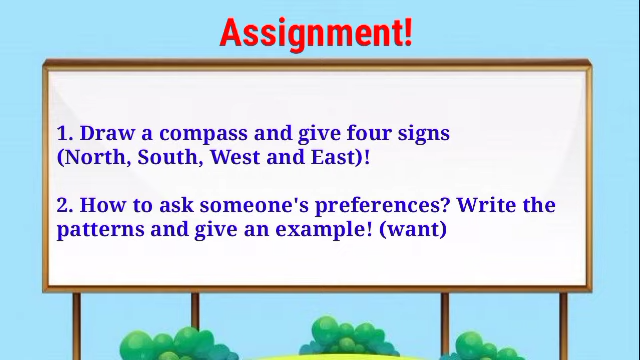 Assignment!
1. Draw a compass and give four signs
(North, South, West and East)!
2. How to ask someone's preferences? Write the
patterns and give an example! (want)